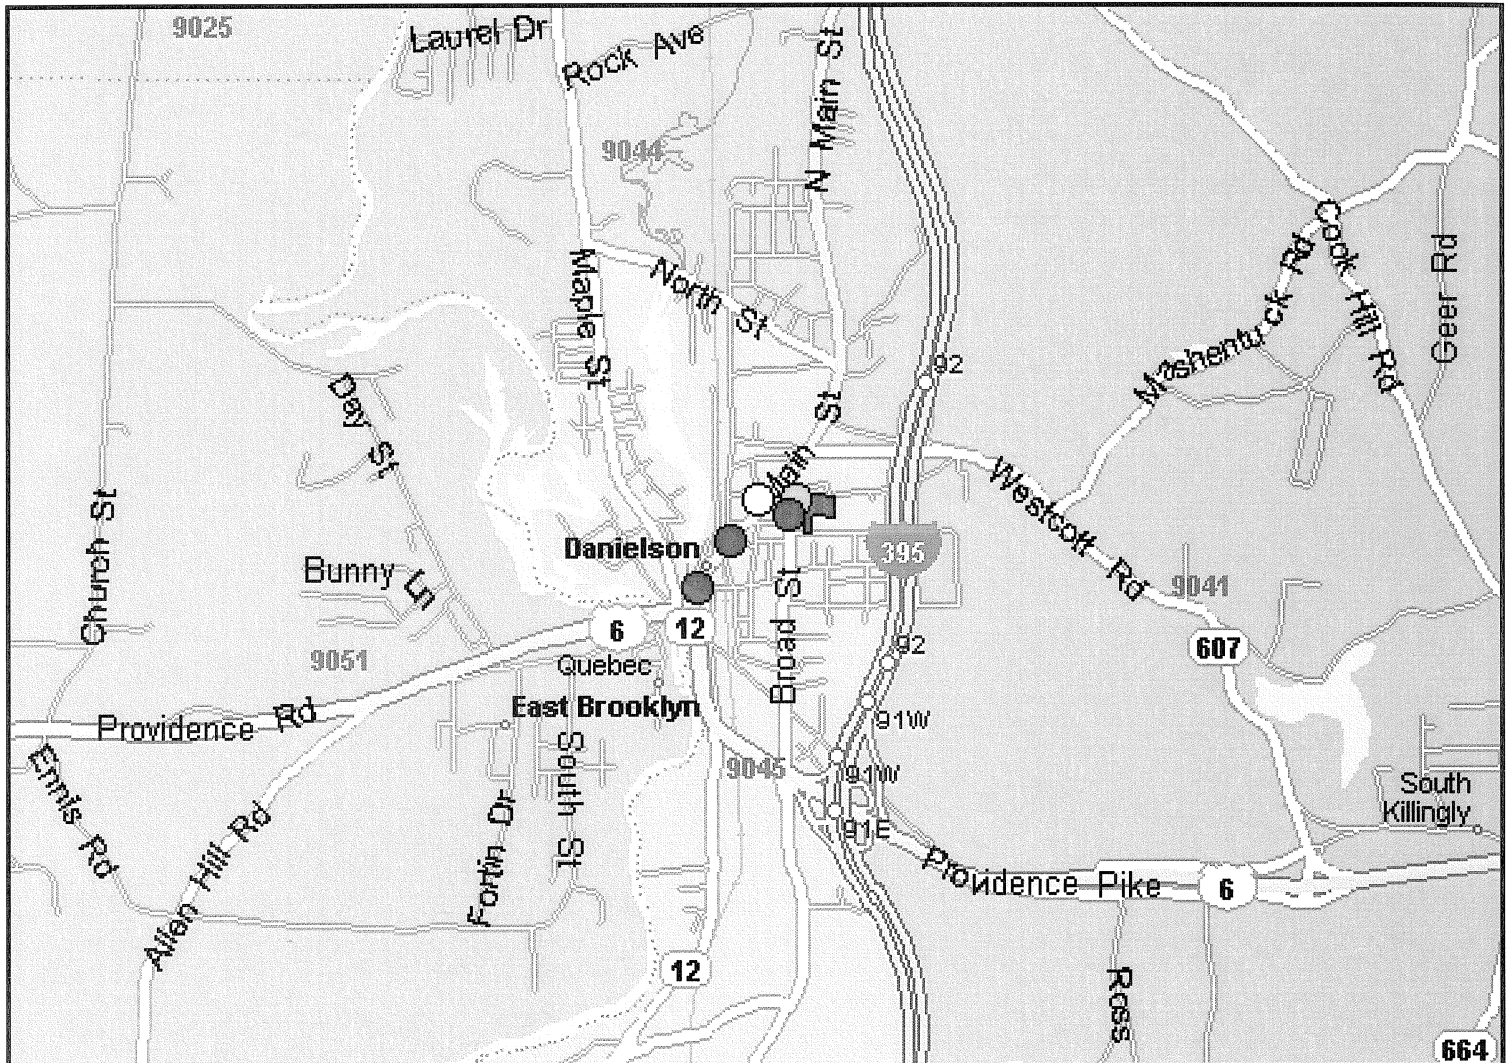 9025
Laurel Dr
Rock Ave
N Main St
9044
Cook Hill Rd
Geer Rd
Mashentuck Rd
Maple St
North St
92
Day St
Main St
Westcott Rd
Church St
Danielson
395
Bunny Ln
9041
Broad St
6
12
92
607
9051
Quebec
East Brooklyn
Providence Rd
91W
Ennis Rd
South St
9045
91W
South
Killingly
Allen Hill Rd
Fortin Dr
91E
Providence Pike
6
12
Ross
664